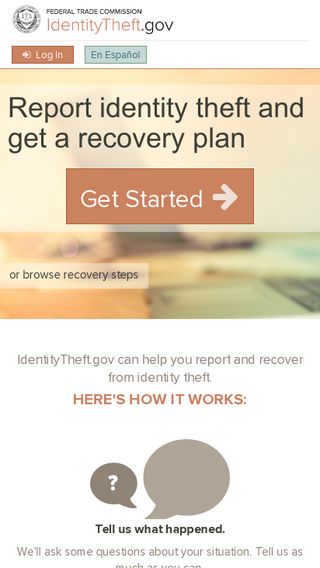 FEDERAL TRADE COMMISSION
IdentityTheft.gov
Log In
En Español
Report identity theft and
get a recovery plan
Get Started
or browse recovery steps
IdentityTheft.gov can help you report and recover
from identity theft.
HERE'S HOW IT WORKS:
?
Tell us what happened.
We'll ask some questions about your situation. Tell us as
much as you can.